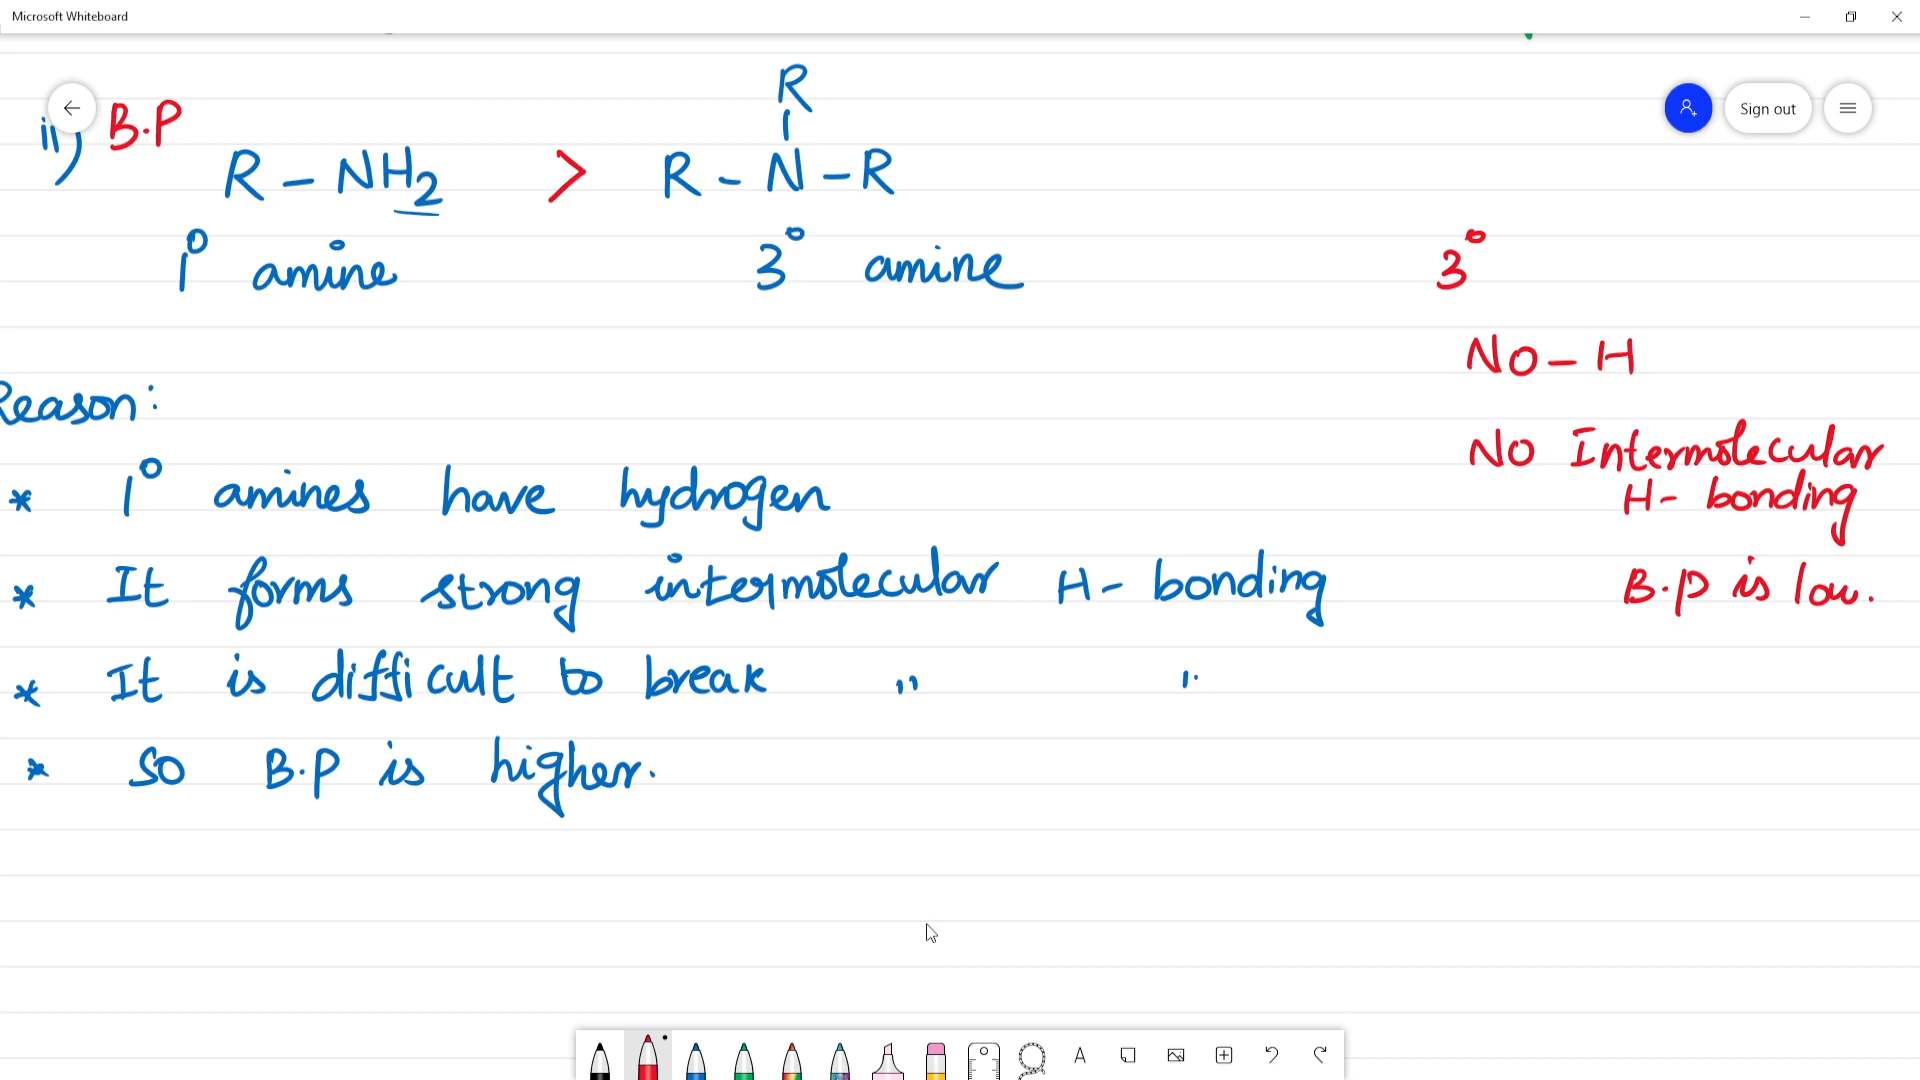 Microsoft Whiteboard
Sign out
ii) B.P
R
R - NH2 > R - N - R
1° amine 3° amine
3°
NO - H
Reason:
NO Intermolecular
H- bonding
B.P is low.
* 1° amines have hydrogen
* It forms strong intermolecular H- bonding
* It is difficult to break " "
* So B.P is higher.
A